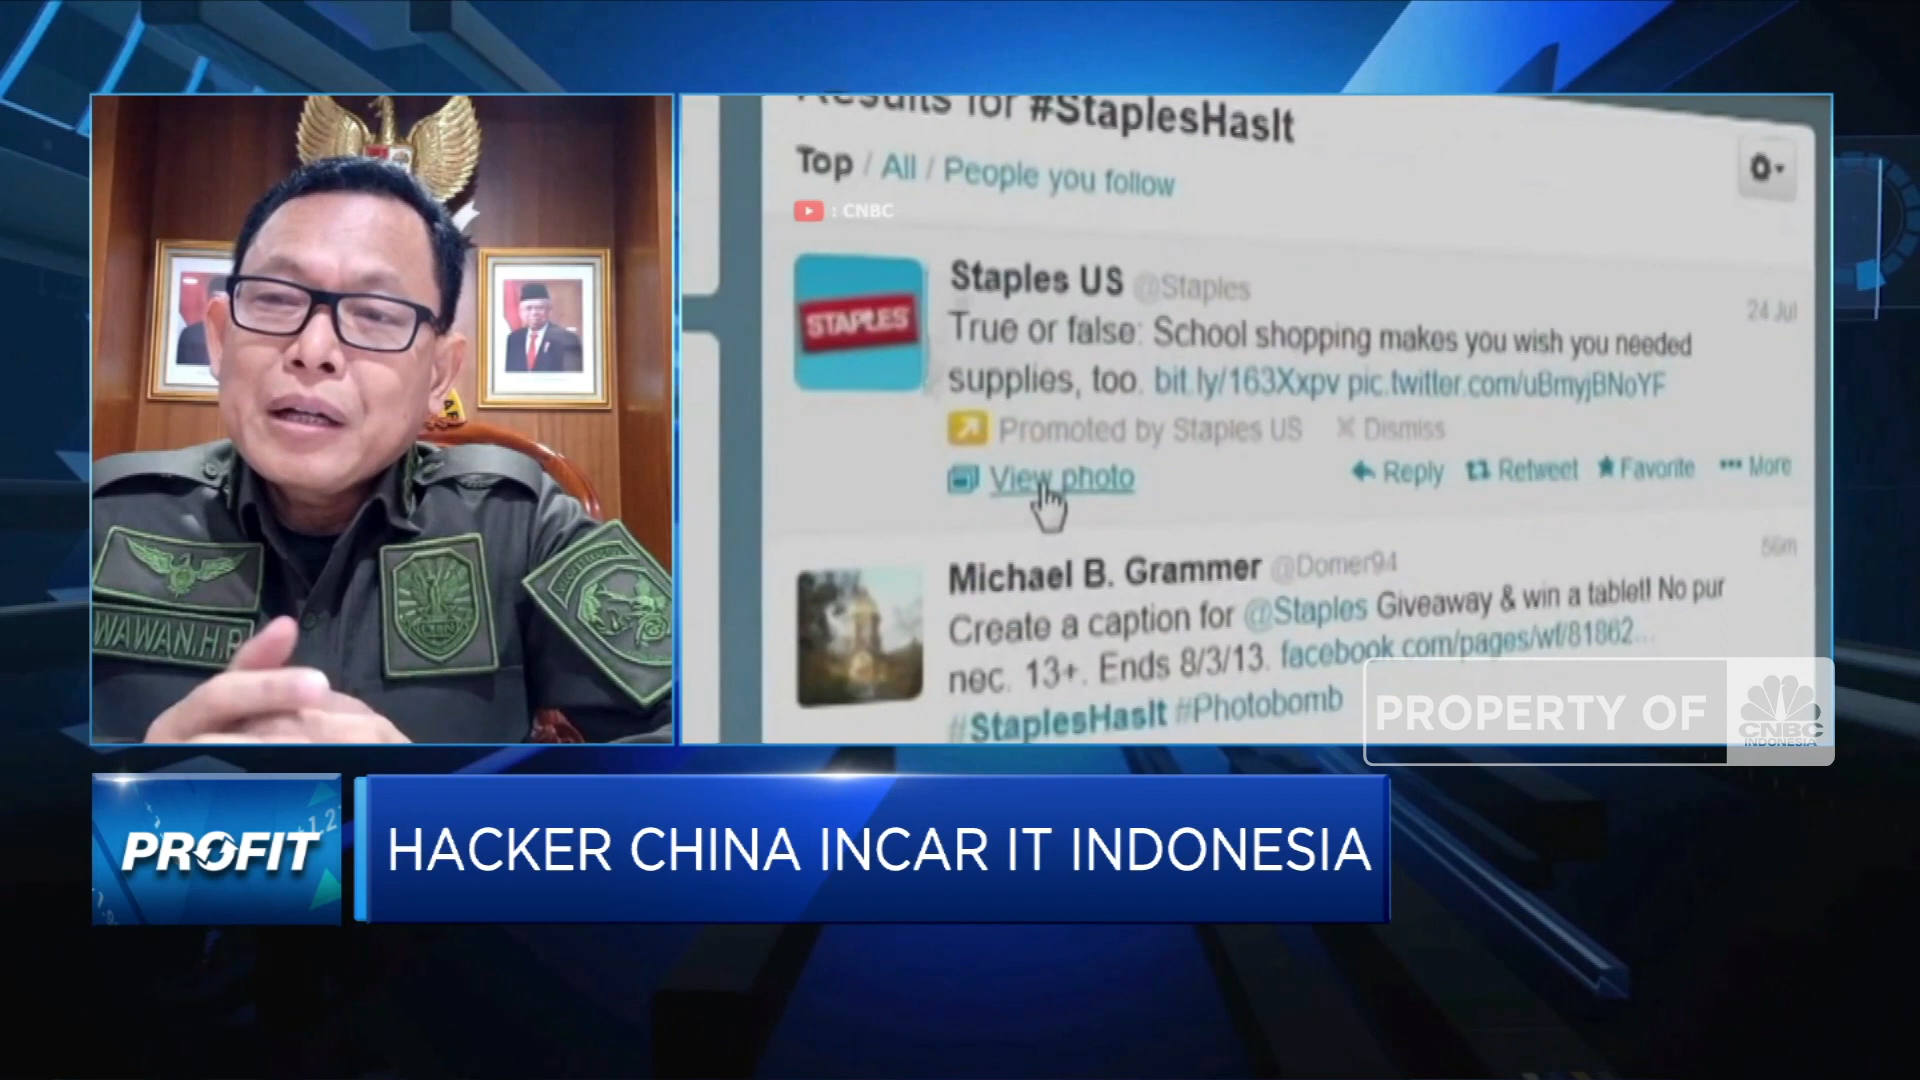 Results for #StaplesHasIt
Top / All / People you follow
: CNBC
STAPLES
Staples US @Staples
24 Jul
True or false: School shopping makes you wish you needed
supplies, too. bit.ly/163Xxpv pic.twitter.com/uBmyjBNoYF
Promoted by Staples US Dismiss
View photo
Reply Retweet Favorite More
Michael B. Grammer @Domer94
56m
Create a caption for @Staples Giveaway & win a tablet! No pur
nec. 13+. Ends 8/3/13. facebook.com/pages/wf/81862...
#StaplesHasIt #Photobomb
WAWAN.H.P
PROPERTY OF
CNBC
INDONESIA
PROFIT
HACKER CHINA INCAR IT INDONESIA